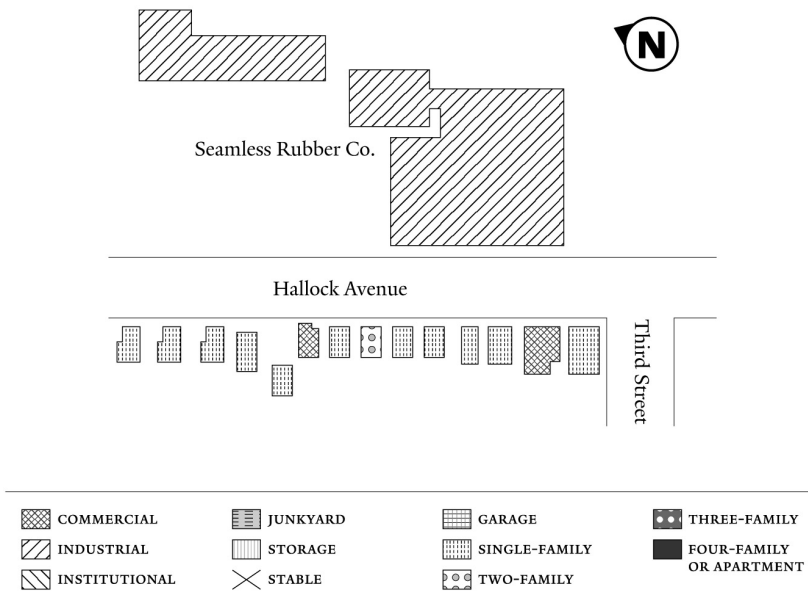 N
Seamless Rubber Co.
Hallock Avenue
Third Street
COMMERCIAL
INDUSTRIAL
INSTITUTIONAL
JUNKYARD
STORAGE
STABLE
GARAGE
SINGLE-FAMILY
TWO-FAMILY
THREE-FAMILY
FOUR-FAMILY
OR APARTMENT